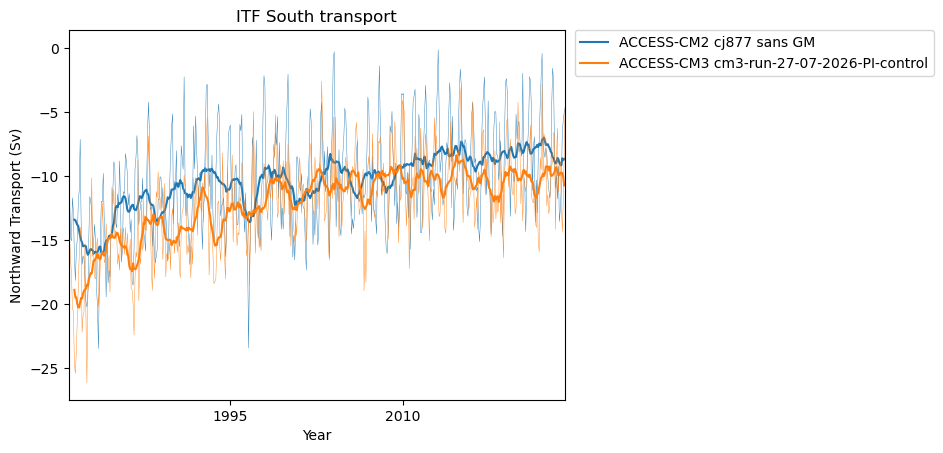 ITF South transport
ACCESS-CM2 cj877 sans GM
ACCESS-CM3 cm3-run-27-07-2026-PI-control
Northward Transport (Sv)
0
−5
−10
−15
−20
−25
1995
2010
Year